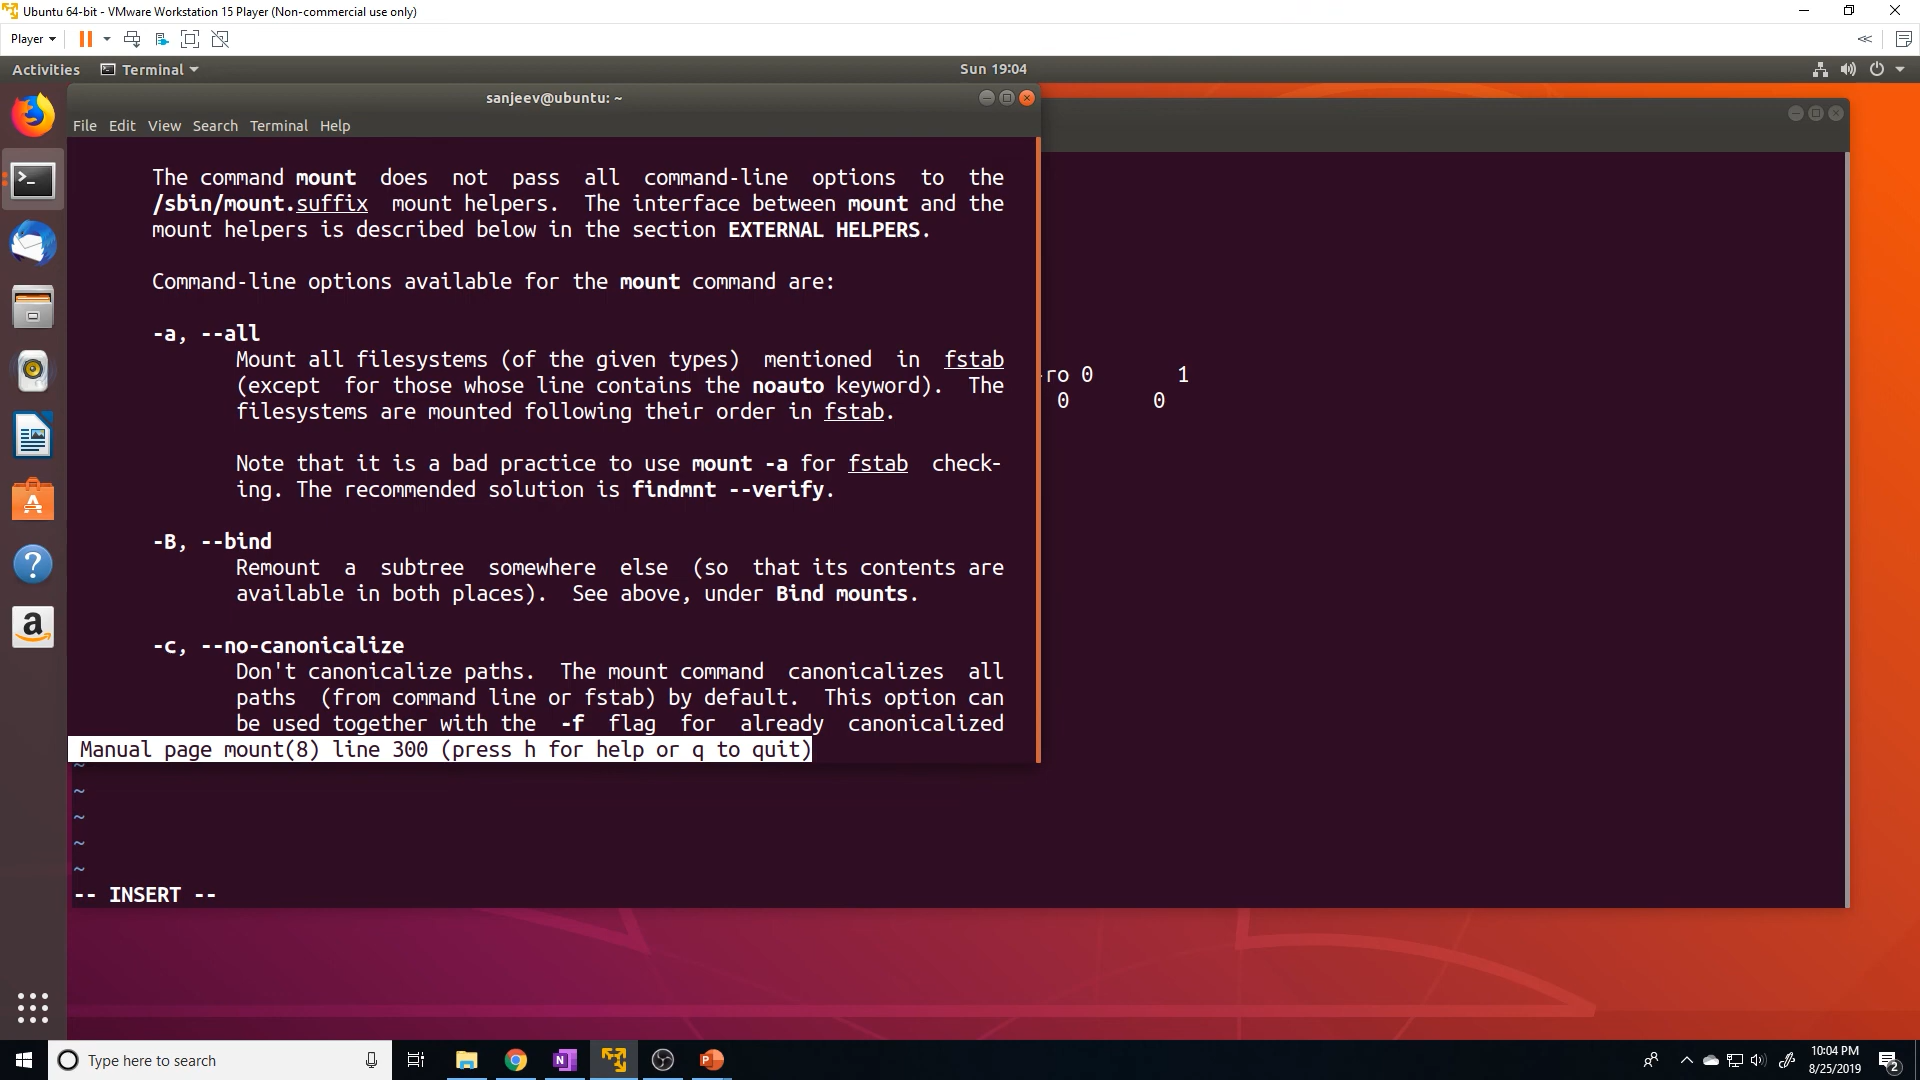 Ubuntu 64-bit - VMware Workstation 15 Player (Non-commercial use only)
Player
Activities Terminal Sun 19:04
sanjeev@ubuntu: ~
File Edit View Search Terminal Help
The command mount does not pass all command-line options to the
/sbin/mount.suffix mount helpers. The interface between mount and the
mount helpers is described below in the section EXTERNAL HELPERS.
Command-line options available for the mount command are:
-a, --all
Mount all filesystems (of the given types) mentioned in fstab
(except for those whose line contains the noauto keyword). The
filesystems are mounted following their order in fstab.
Note that it is a bad practice to use mount -a for fstab check-
ing. The recommended solution is findmnt --verify.
-B, --bind
Remount a subtree somewhere else (so that its contents are
available in both places). See above, under Bind mounts.
-c, --no-canonicalize
Don't canonicalize paths. The mount command canonicalizes all
paths (from command line or fstab) by default. This option can
be used together with the -f flag for already canonicalized
Manual page mount(8) line 300 (press h for help or q to quit)
ro 0 1
0 0
~
~
~
~
~
-- INSERT --
Type here to search
10:04 PM
8/25/2019
2